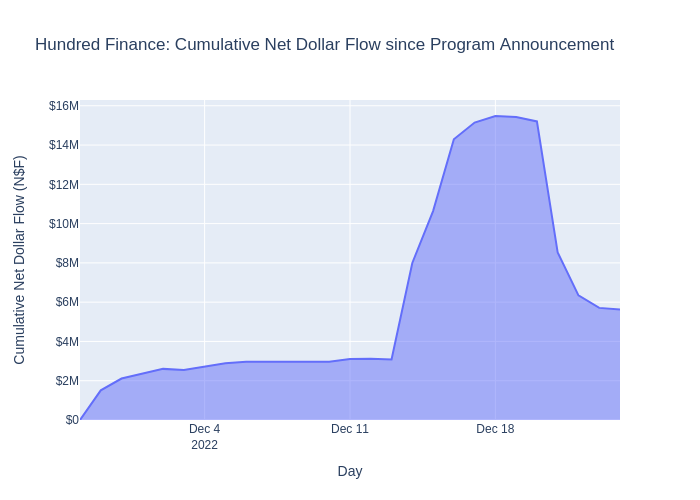 Hundred Finance: Cumulative Net Dollar Flow since Program Announcement
Cumulative Net Dollar Flow (N$F)
$16M
$14M
$12M
$10M
$8M
$6M
$4M
$2M
$0
Dec 4
2022
Dec 11
Dec 18
Day